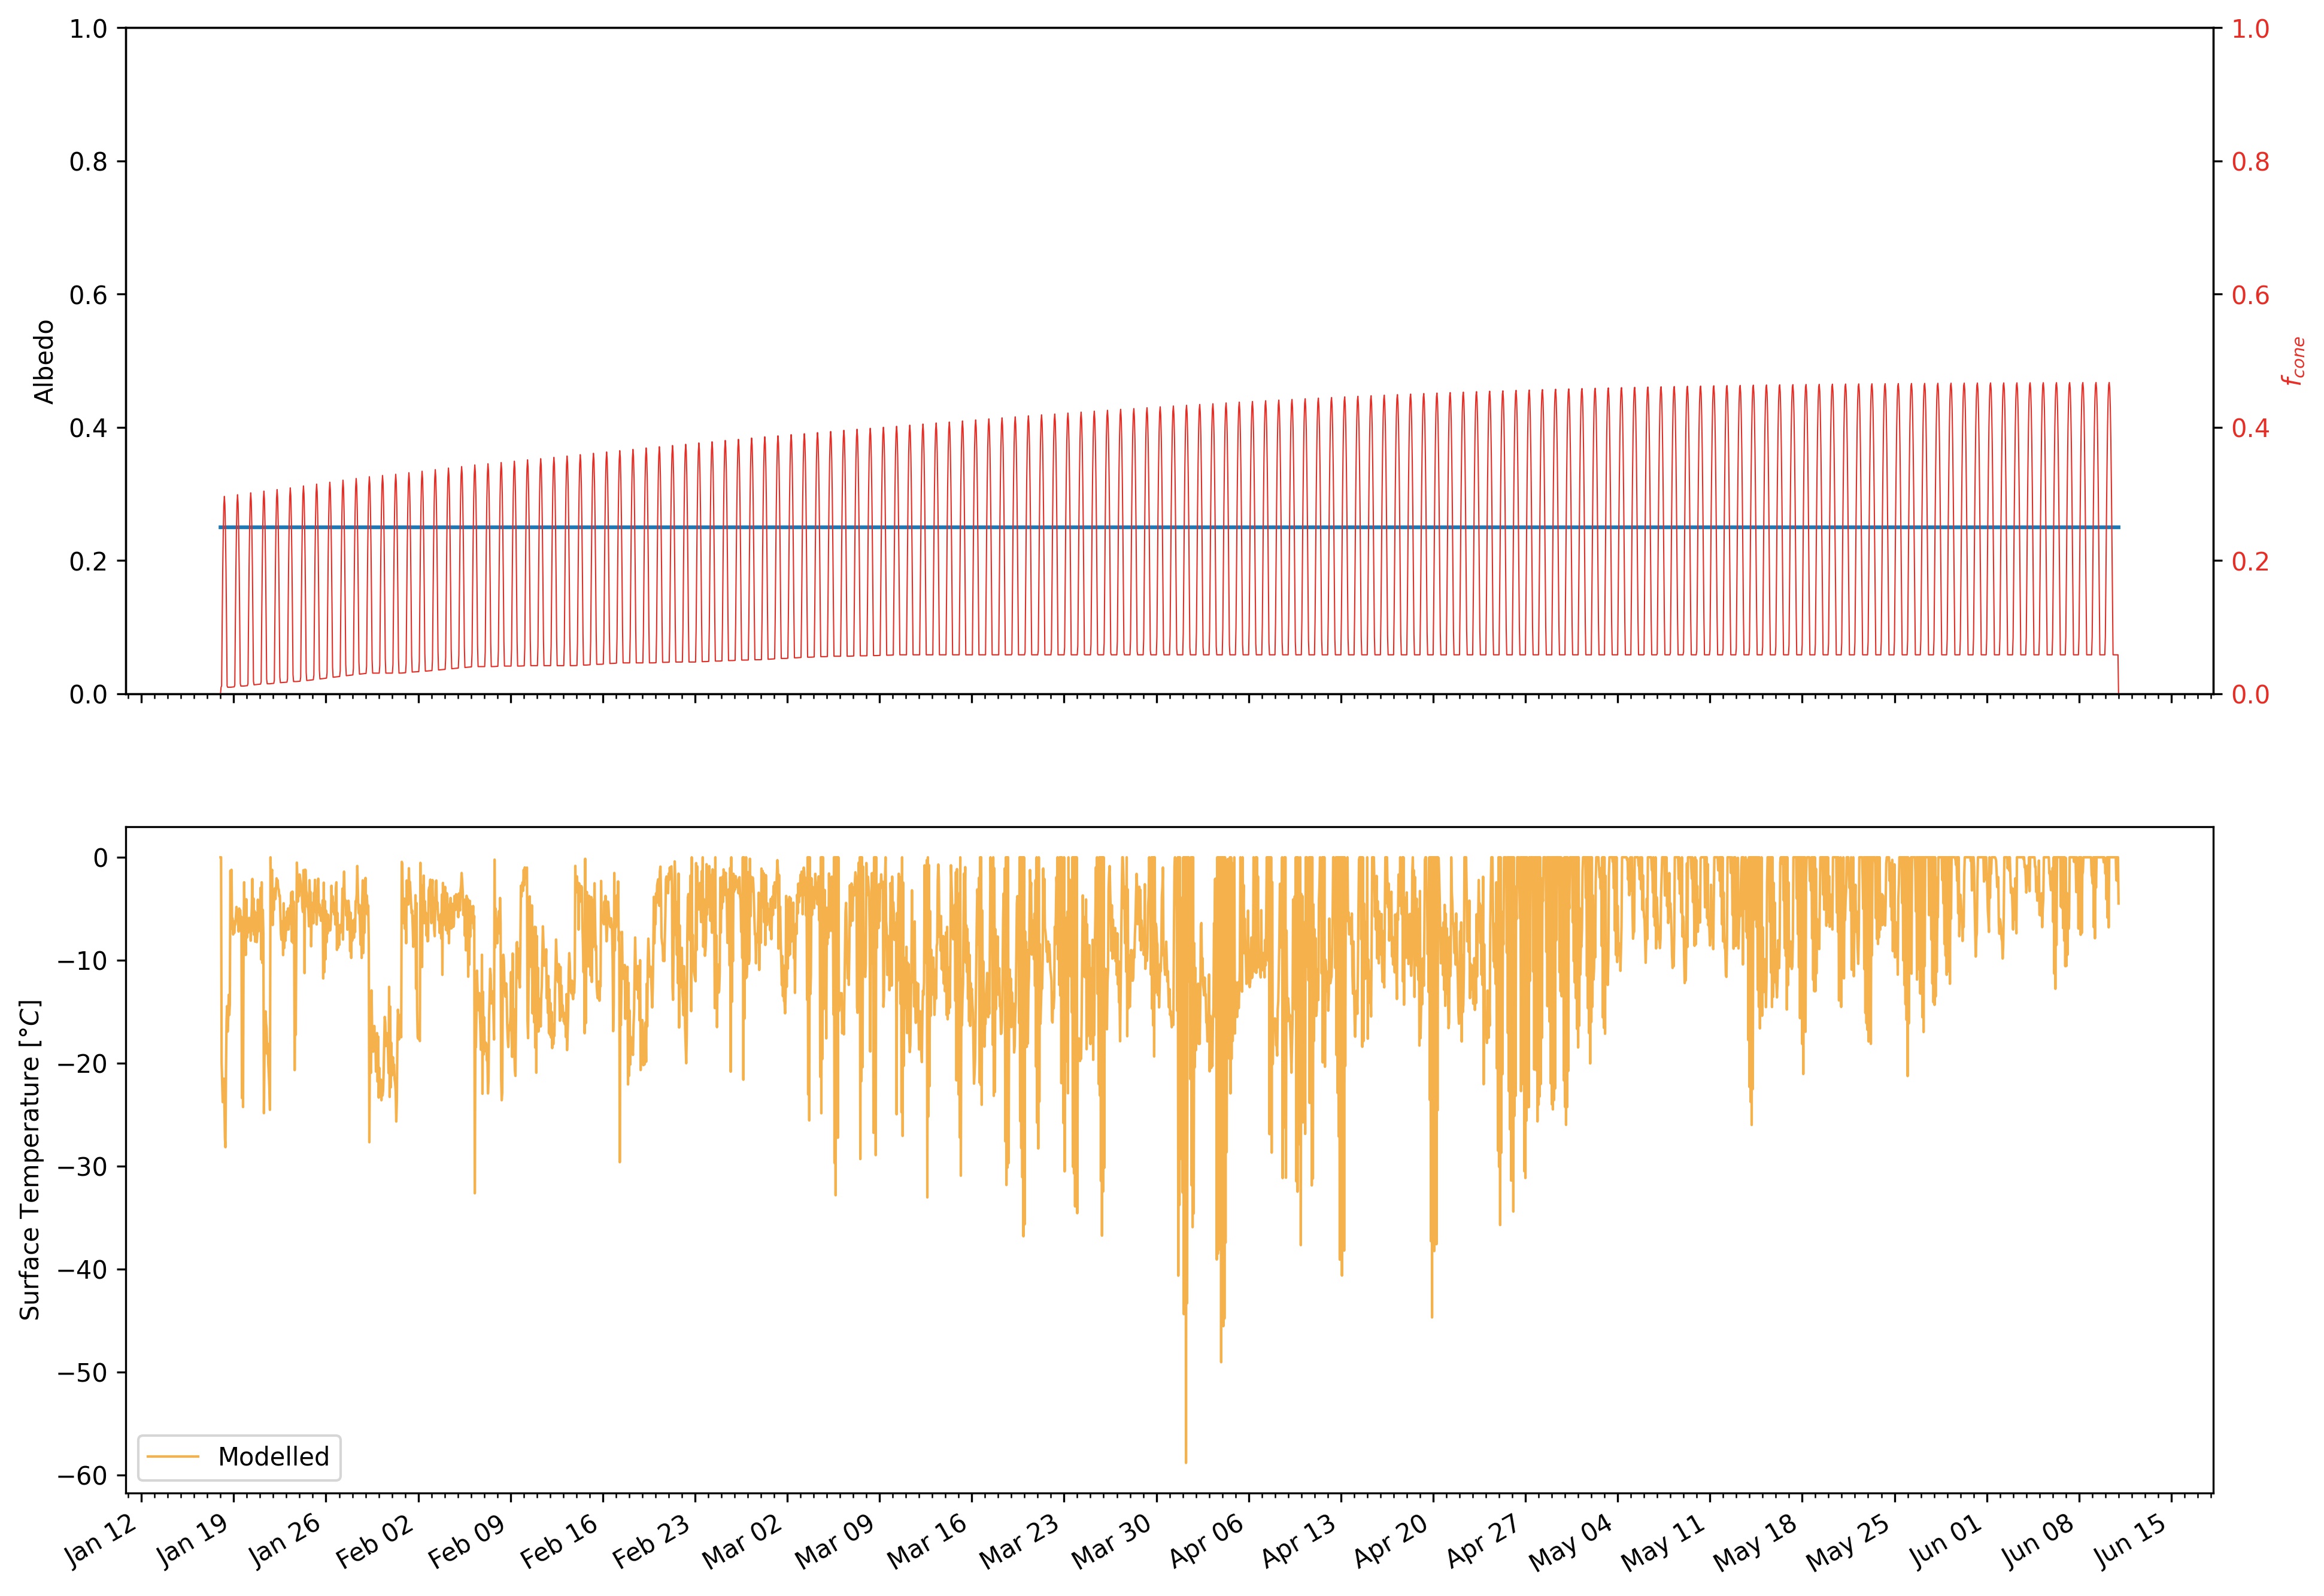 1.0
0.8
0.6
0.4
0.2
0.0
Albedo
1.0
0.8
0.6
0.4
0.2
0.0
f_cone
0
−10
−20
−30
−40
−50
−60
Surface Temperature [°C]
Modelled
Jan 12
Jan 19
Jan 26
Feb 02
Feb 09
Feb 16
Feb 23
Mar 02
Mar 09
Mar 16
Mar 23
Mar 30
Apr 06
Apr 13
Apr 20
Apr 27
May 04
May 11
May 18
May 25
Jun 01
Jun 08
Jun 15